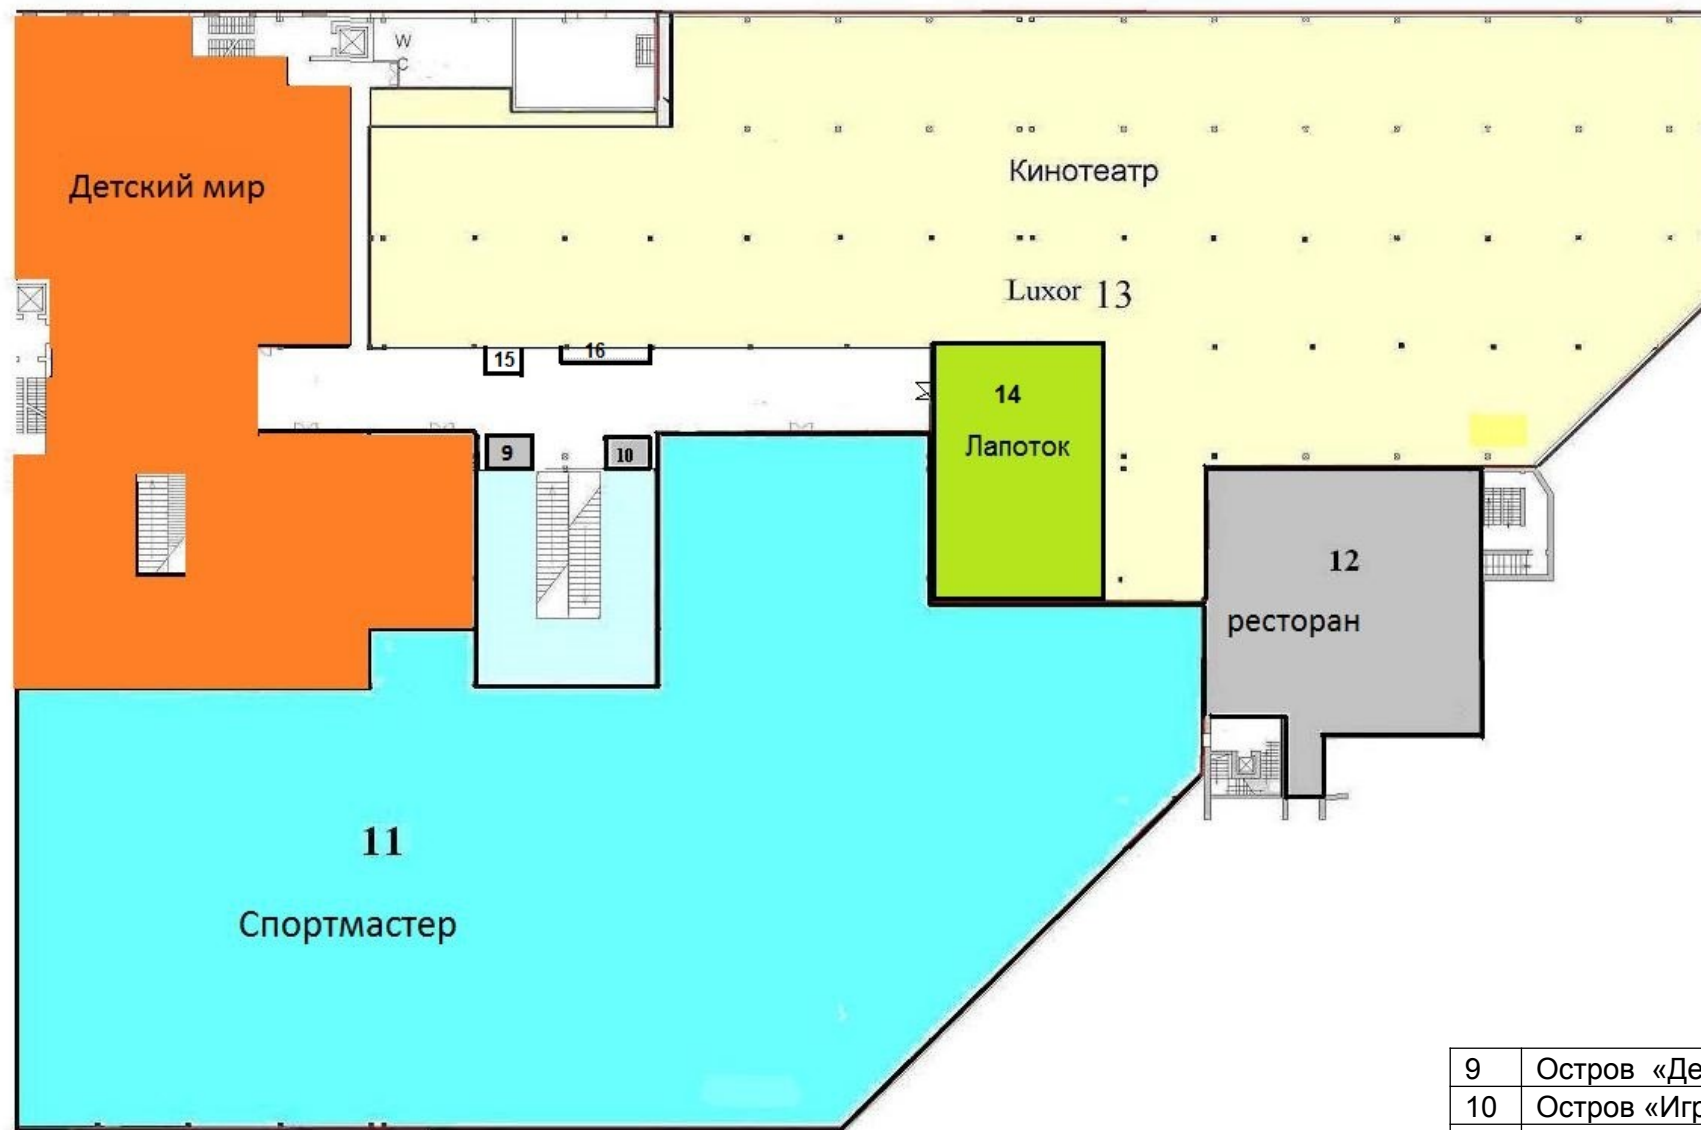 W
C
Детский мир
Кинотеатр
Luxor 13
15
16
14
Лапоток
9
10
12
ресторан
11
Спортмастер
9 Остров «Де
10 Остров «Игр